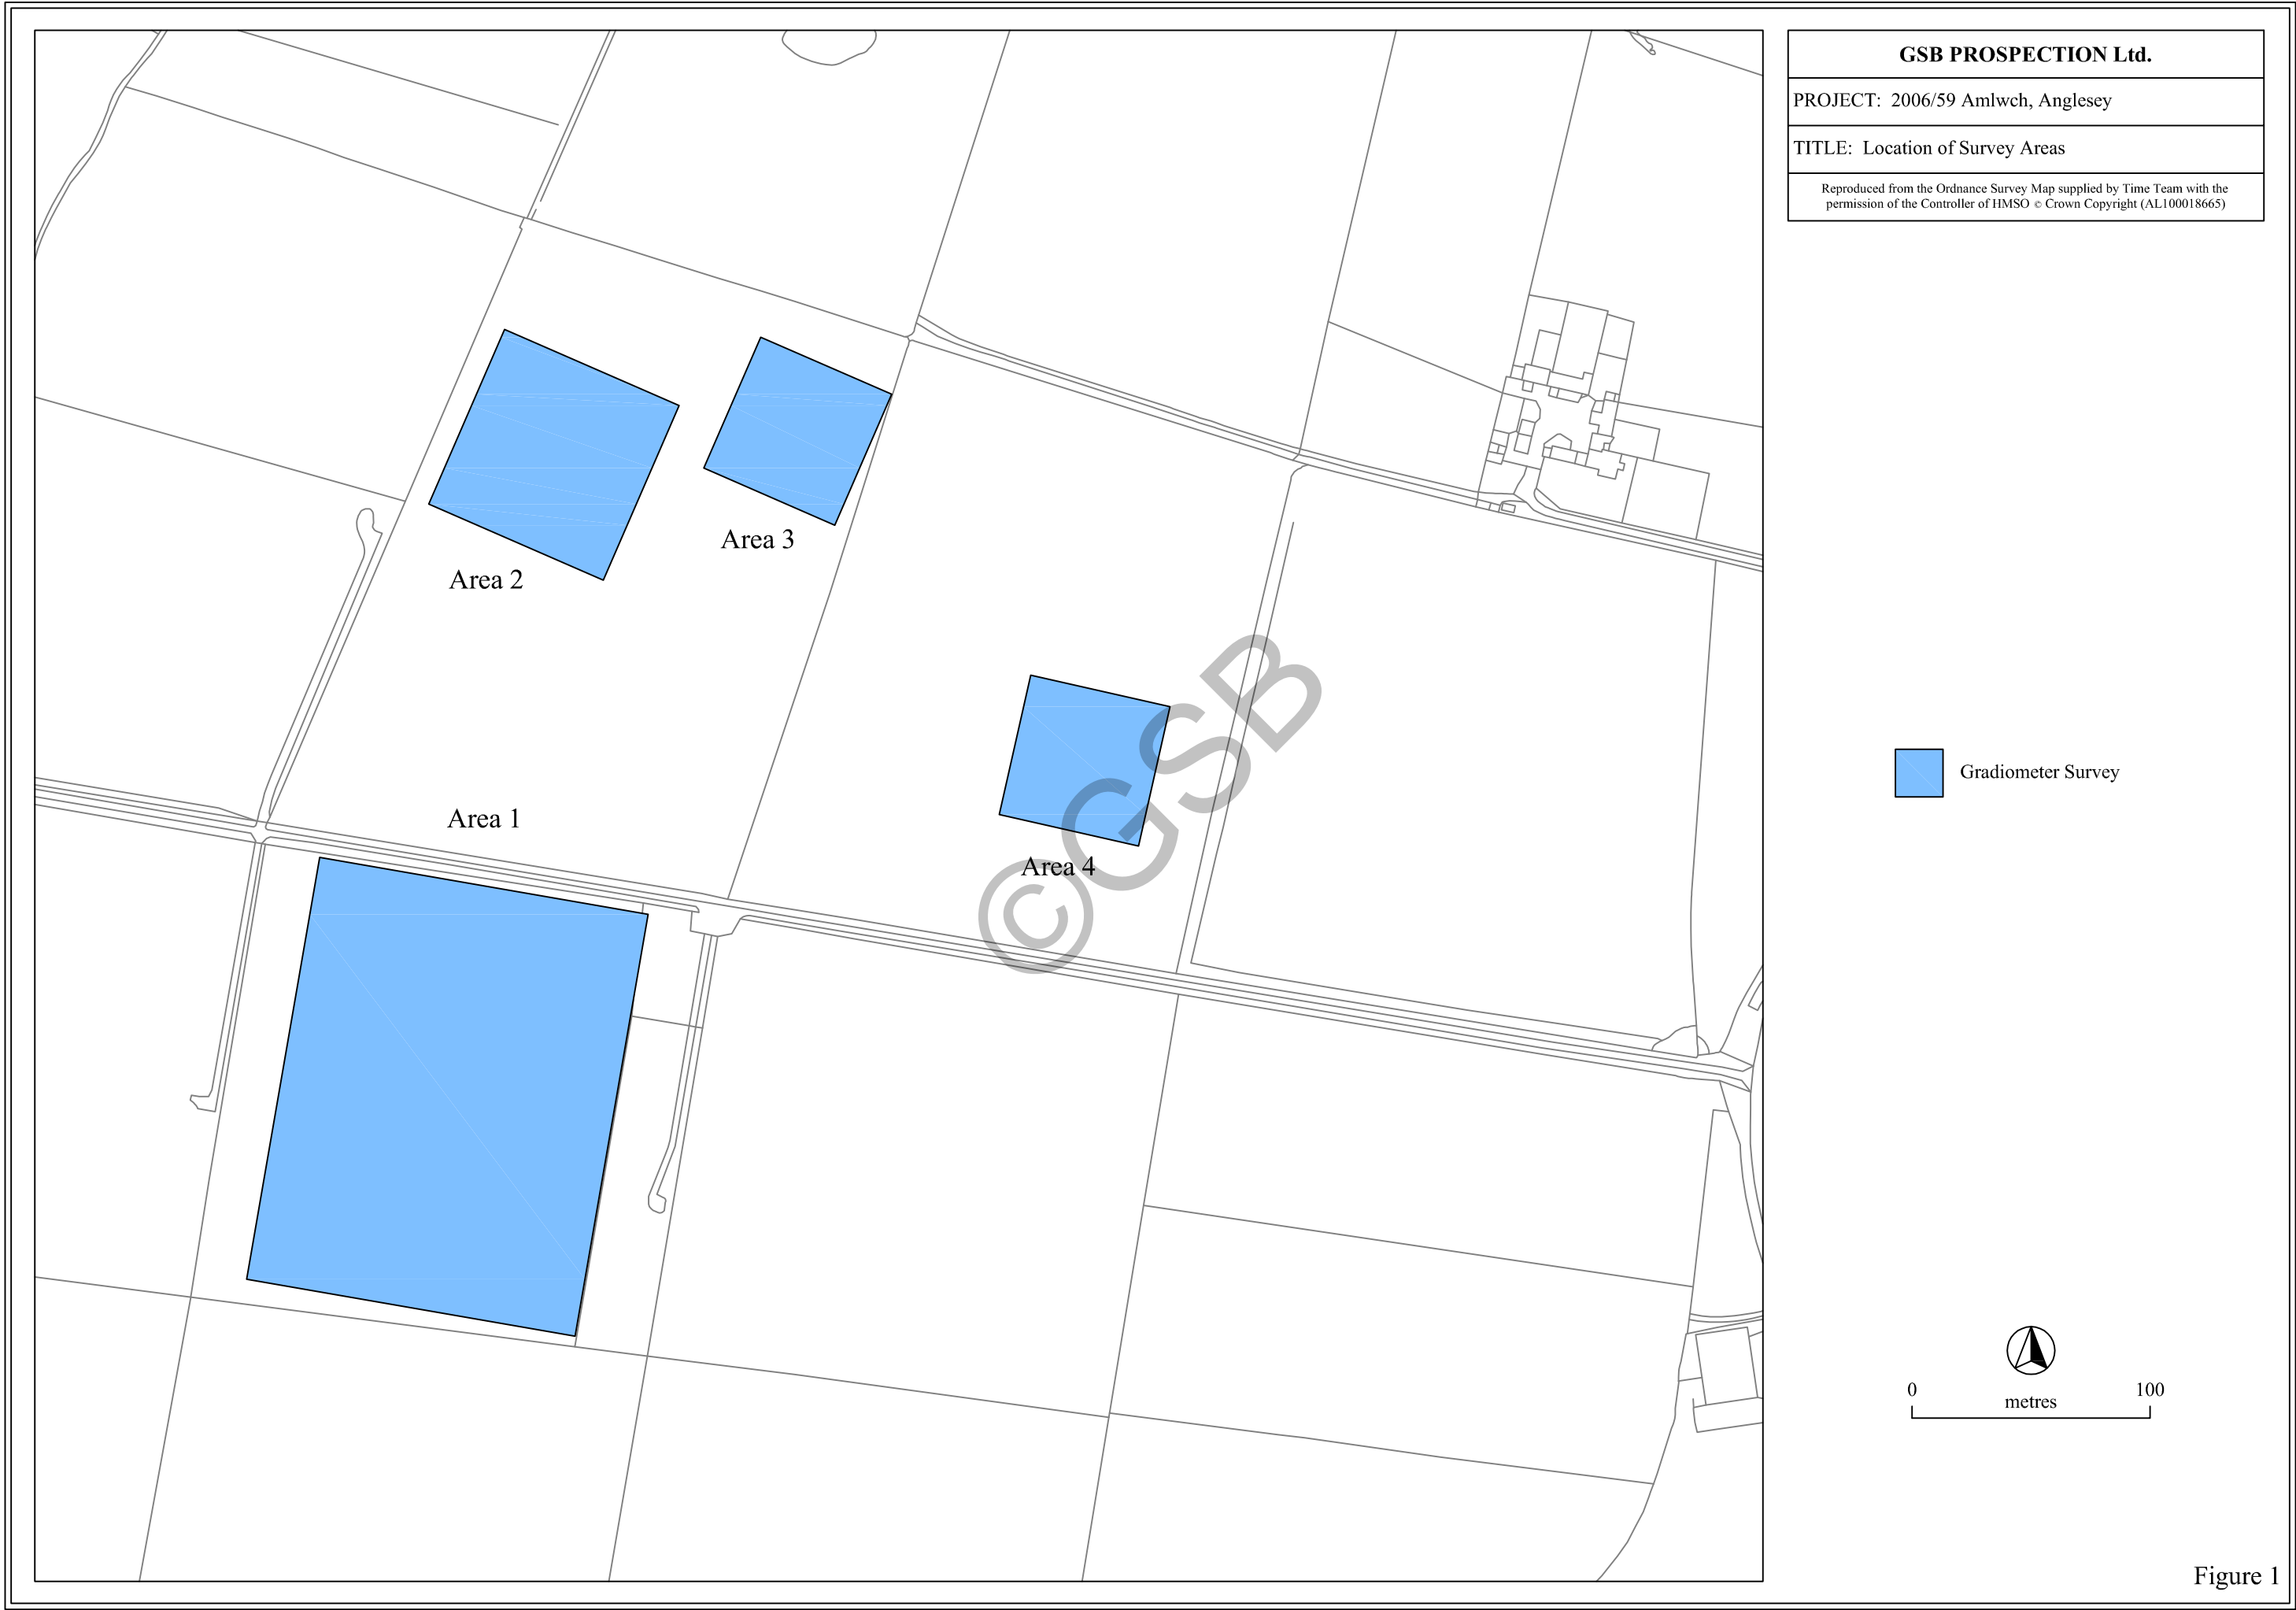 GSB PROSPECTION Ltd.
PROJECT: 2006/59 Amlwch, Anglesey
TITLE: Location of Survey Areas
Reproduced from the Ordnance Survey Map supplied by Time Team with the
permission of the Controller of HMSO © Crown Copyright (AL100018665)
Area 3
Area 2
Area 1
Area 4
©GSB
Gradiometer Survey
0 100
metres
Figure 1